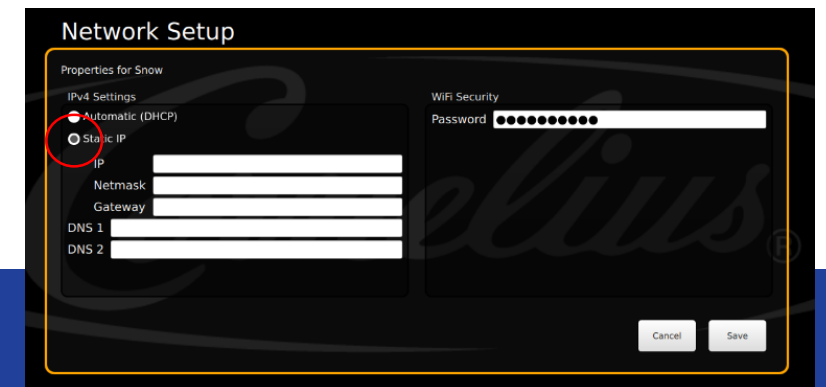 Network Setup
Properties for Snow
IPv4 Settings
Automatic (DHCP)
Static IP
IP
Netmask
Gateway
DNS 1
DNS 2
WiFi Security
Password ●●●●●●●●●●
Cornelius®
Cancel Save